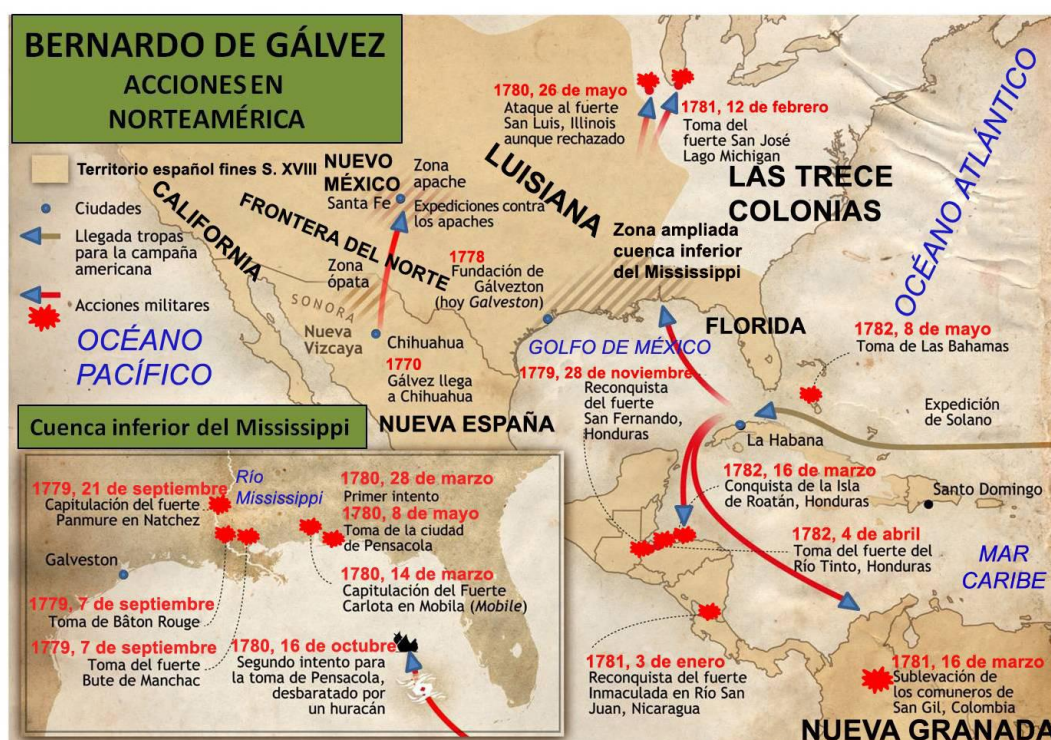 BERNARDO DE GÁLVEZ
ACCIONES EN
NORTEAMÉRICA
Territorio español fines S. XVIII
Ciudades
Llegada tropas
para la campaña
americana
Acciones militares
OCÉANO
PACÍFICO
CALIFORNIA
NUEVO
MÉXICO
Santa Fe
Zona
apache
Expediciones contra
los apaches
FRONTERA DEL NORTE
Zona
ópata
SONORA
Nueva
Vizcaya
Chihuahua
1770
Gálvez llega
a Chihuahua
1778
Fundación de
Gálvezton
(hoy Galveston)
NUEVA ESPAÑA
LUISIANA
1780, 26 de mayo
Ataque al fuerte
San Luis, Illinois
aunque rechazado
1781, 12 de febrero
Toma del
fuerte San José
Lago Michigan
LAS TRECE
COLONIAS
OCÉANO ATLÁNTICO
Zona ampliada
cuenca inferior
del Mississippi
FLORIDA
GOLFO DE MÉXICO
1782, 8 de mayo
Toma de Las Bahamas
1779, 28 de noviembre
Reconquista
del fuerte
San Fernando,
Honduras
Expedición
de Solano
La Habana
1782, 16 de marzo
Conquista de la Isla
de Roatán, Honduras
Santo Domingo
1782, 4 de abril
Toma del fuerte del
Río Tinto, Honduras
MAR
CARIBE
1781, 3 de enero
Reconquista del fuerte
Inmaculada en Río San
Juan, Nicaragua
1781, 16 de marzo
Sublevación de
los comuneros de
San Gil, Colombia
NUEVA GRANADA
Cuenca inferior del Mississippi
Río
Mississippi
1779, 21 de septiembre
Capitulación del fuerte
Panmure en Natchez
1780, 28 de marzo
Primer intento
1780, 8 de mayo
Toma de la ciudad
de Pensacola
Galveston
1780, 14 de marzo
Capitulación del Fuerte
Carlota en Mobila (Mobile)
1779, 7 de septiembre
Toma de Bâton Rouge
1779, 7 de septiembre
Toma del fuerte
Bute de Manchac
1780, 16 de octubre
Segundo intento para
la toma de Pensacola,
desbaratado por
un huracán